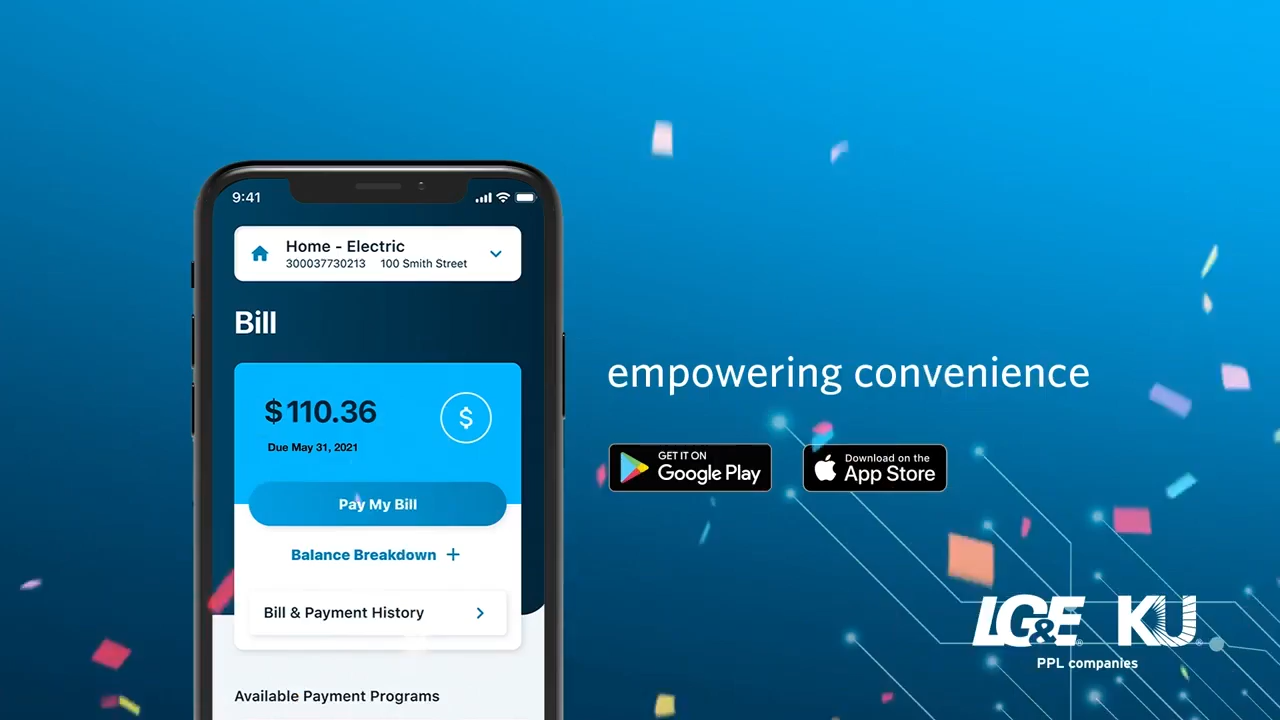 9:41
Home - Electric
300037730213 100 Smith Street
Bill
$110.36
Due May 31, 2021
Pay My Bill
Balance Breakdown +
Bill & Payment History
Available Payment Programs
empowering convenience
GET IT ON
Google Play
Download on the
App Store
LG&E® KU®
PPL companies